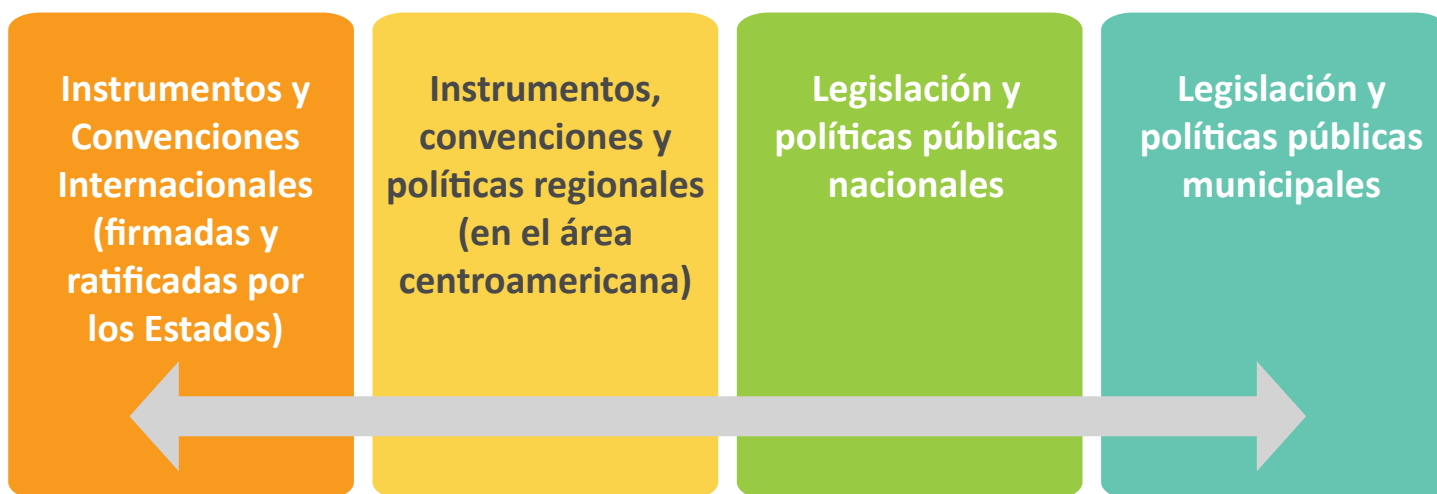 Instrumentos y
Convenciones
Internacionales
(firmadas y
ratificadas por
los Estados)
Instrumentos,
convenciones y
políticas regionales
(en el área
centroamericana)
Legislación y
políticas públicas
nacionales
Legislación y
políticas públicas
municipales